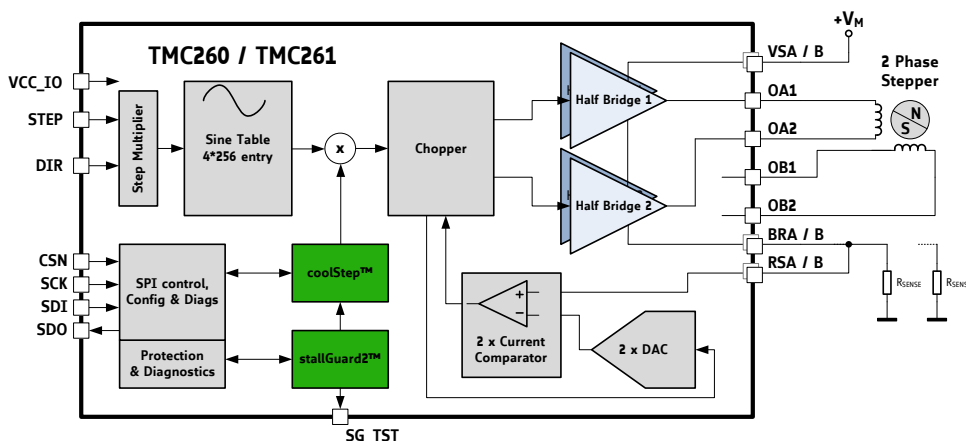 TMC260 / TMC261
+VM
VSA / B
2 Phase
Stepper
VCC_IO
STEP
DIR
Step Multiplier
Sine Table
4*256 entry
x
Chopper
Half Bridge 1
Half Bridge 2
OA1
OA2
OB1
OB2
N
S
BRA / B
RSA / B
RSENSE
RSENS
CSN
SCK
SDI
SDO
SPI control,
Config & Diags
Protection
& Diagnostics
coolStep™
stallGuard2™
+
-
2 x Current
Comparator
2 x DAC
SG_TST